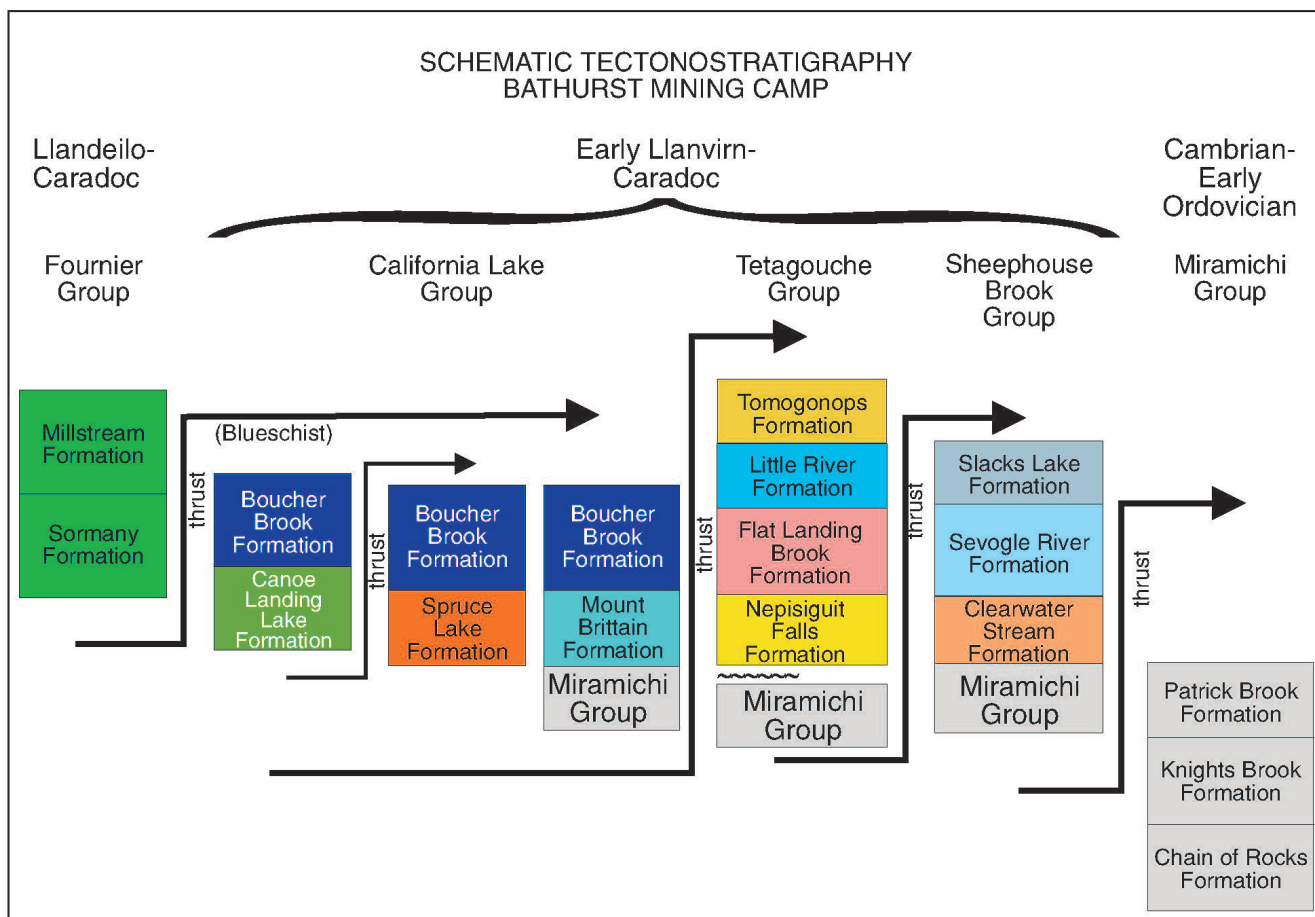 SCHEMATIC TECTONOSTRATIGRAPHY
BATHURST MINING CAMP
Llandeilo-
Caradoc
Early Llanvirn-
Caradoc
Cambrian-
Early
Ordovician
Fournier
Group
California Lake
Group
Tetagouche
Group
Sheephouse
Brook
Group
Miramichi
Group
Millstream
Formation
Sormany
Formation
thrust
(Blueschist)
Boucher
Brook
Formation
Canoe
Landing
Lake
Formation
thrust
Boucher
Brook
Formation
Spruce
Lake
Formation
Boucher
Brook
Formation
Mount
Brittain
Formation
Miramichi
Group
thrust
Tomogonops
Formation
Little River
Formation
Flat Landing
Brook
Formation
Nepisiguit
Falls
Formation
Miramichi
Group
thrust
Slacks Lake
Formation
Sevogle River
Formation
Clearwater
Stream
Formation
Miramichi
Group
thrust
Patrick Brook
Formation
Knights Brook
Formation
Chain of Rocks
Formation